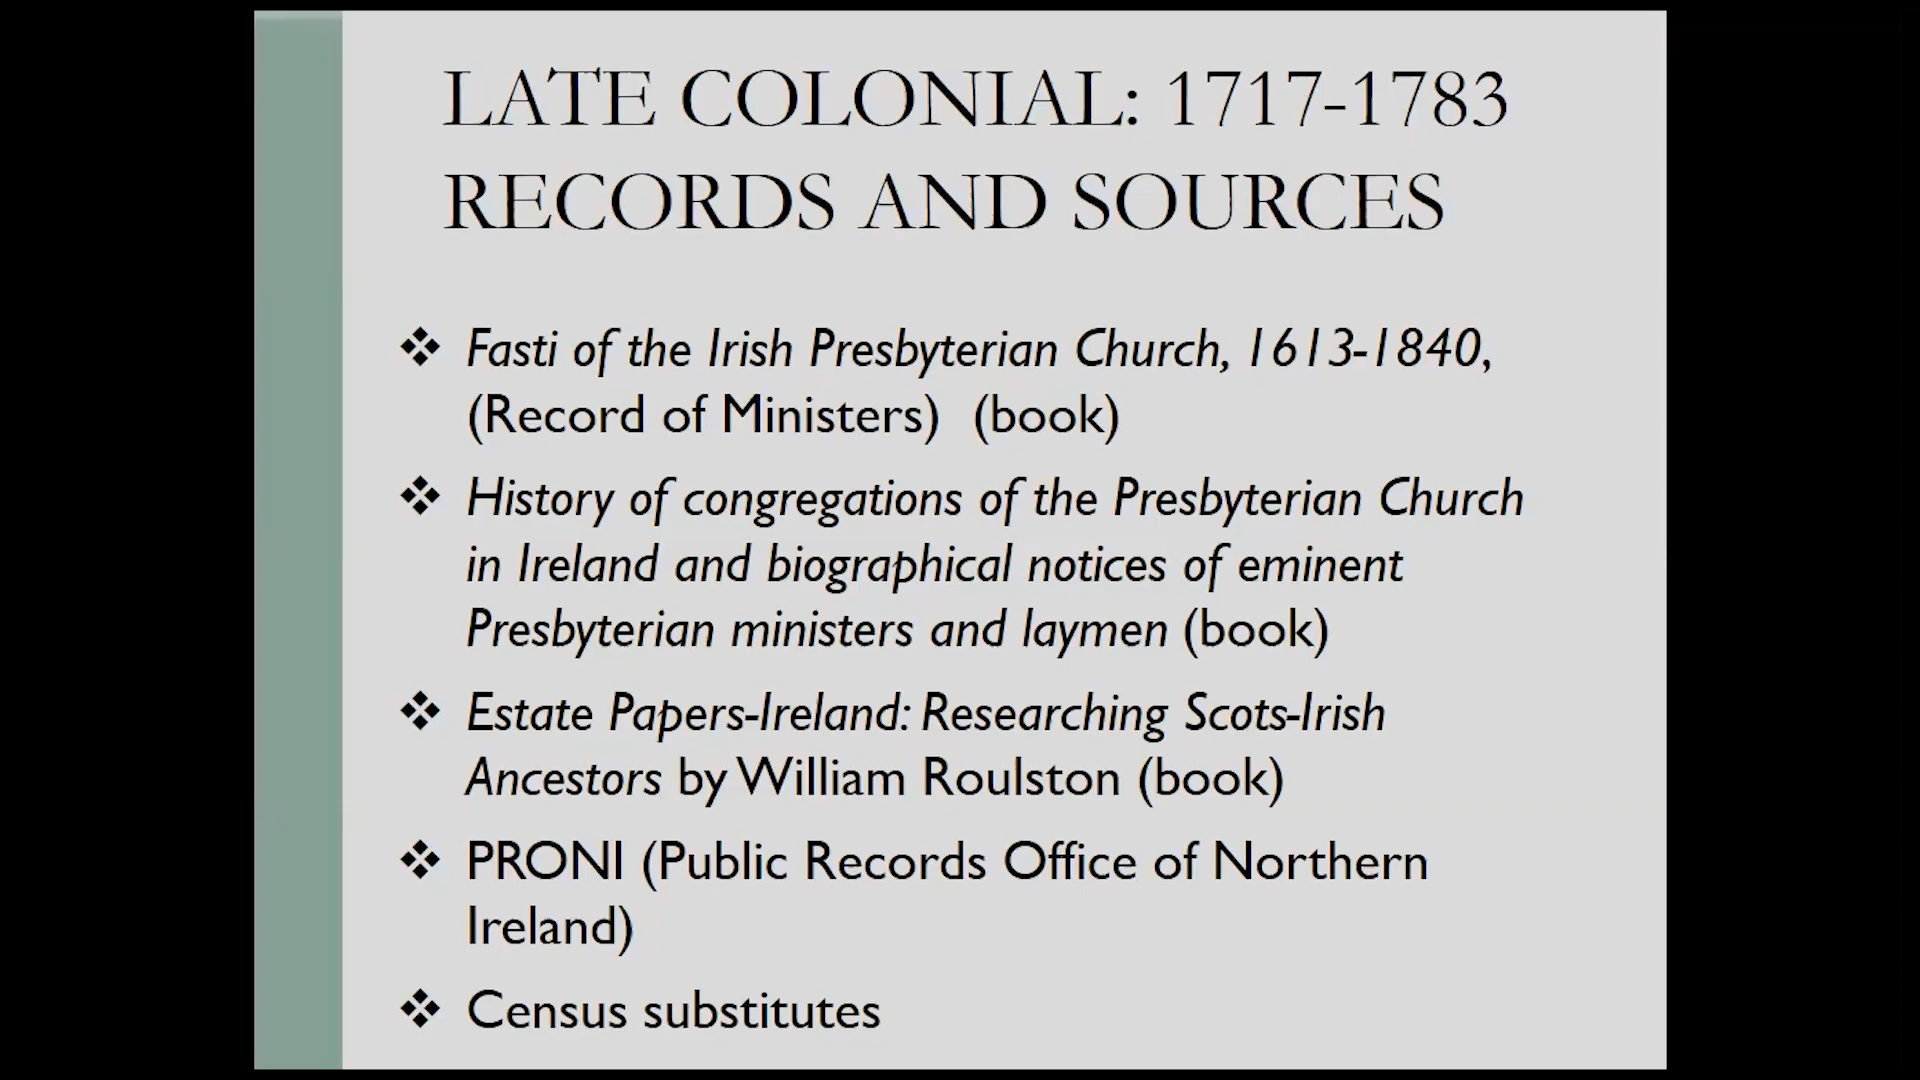 LATE COLONIAL: 1717-1783
RECORDS AND SOURCES
❖ Fasti of the Irish Presbyterian Church, 1613-1840,
(Record of Ministers) (book)
❖ History of congregations of the Presbyterian Church
in Ireland and biographical notices of eminent
Presbyterian ministers and laymen (book)
❖ Estate Papers-Ireland: Researching Scots-Irish
Ancestors by William Roulston (book)
❖ PRONI (Public Records Office of Northern
Ireland)
❖ Census substitutes